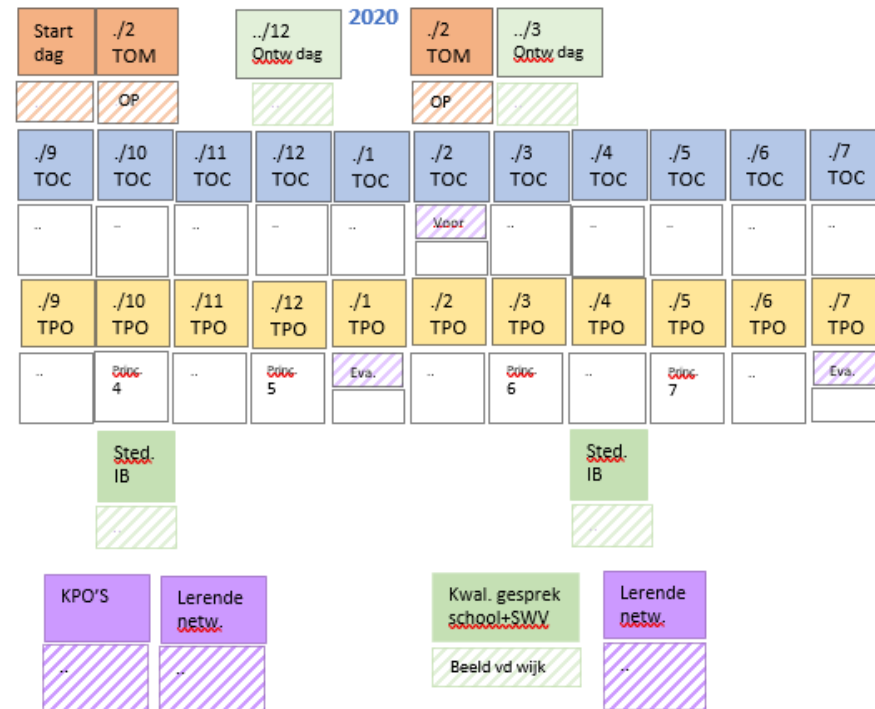 2020
Start dag
./2 TOM
../12 Ontw dag
./2 TOM
../3 Ontw dag
..
OP
..
OP
..
./9 TOC
./10 TOC
./11 TOC
./12 TOC
./1 TOC
./2 TOC
./3 TOC
./4 TOC
./5 TOC
./6 TOC
./7 TOC
..
..
..
..
..
Voor
..
..
..
..
..
./9 TPO
./10 TPO
./11 TPO
./12 TPO
./1 TPO
./2 TPO
./3 TPO
./4 TPO
./5 TPO
./6 TPO
./7 TPO
..
Princ. 4
..
Princ. 5
Eva.
..
Princ. 6
..
Princ. 7
..
Eva.
Sted. IB
Sted. IB
..
..
KPO'S
Lerende netw.
Kwal. gesprek school+SWV
Lerende netw.
..
..
Beeld vd wijk
..